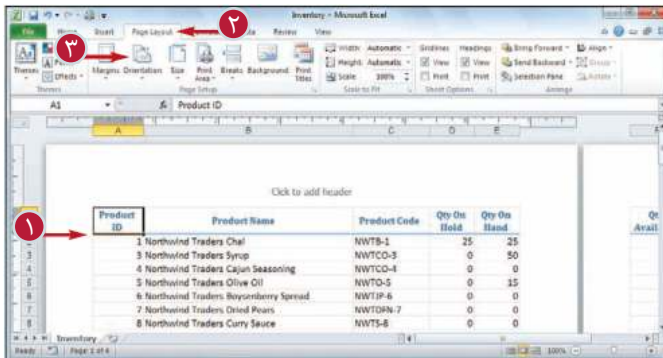 Inventory - Microsoft Excel
File Home Insert Page Layout Review View
٢
٣
Themes Effects Margins Orientation Size Print Area Breaks Background Print Titles
Width: Automatic Gridlines Headings Bring Forward Align
Height: Automatic View View Send Backward Group
Scale: 100% Print Print Selection Pane Rotate
Themes Page Setup Scale to Fit Sheet Options Arrange
A1 fx Product ID
A B C D E
Click to add header
Product ID Product Name Product Code Qty On Hold Qty On Hand
١
1 Northwind Traders Chai NWTB-1 25 25
3 3 Northwind Traders Syrup NWTCO-3 0 50
4 4 Northwind Traders Cajun Seasoning NWTCO-4 0 0
5 5 Northwind Traders Olive Oil NWTO-5 0 15
6 6 Northwind Traders Boysenberry Spread NWTJP-6 0 0
7 7 Northwind Traders Dried Pears NWTDFN-7 0 0
8 8 Northwind Traders Curry Sauce NWTS-8 0 0
Inventory
Ready Page: 1 of 4 100%